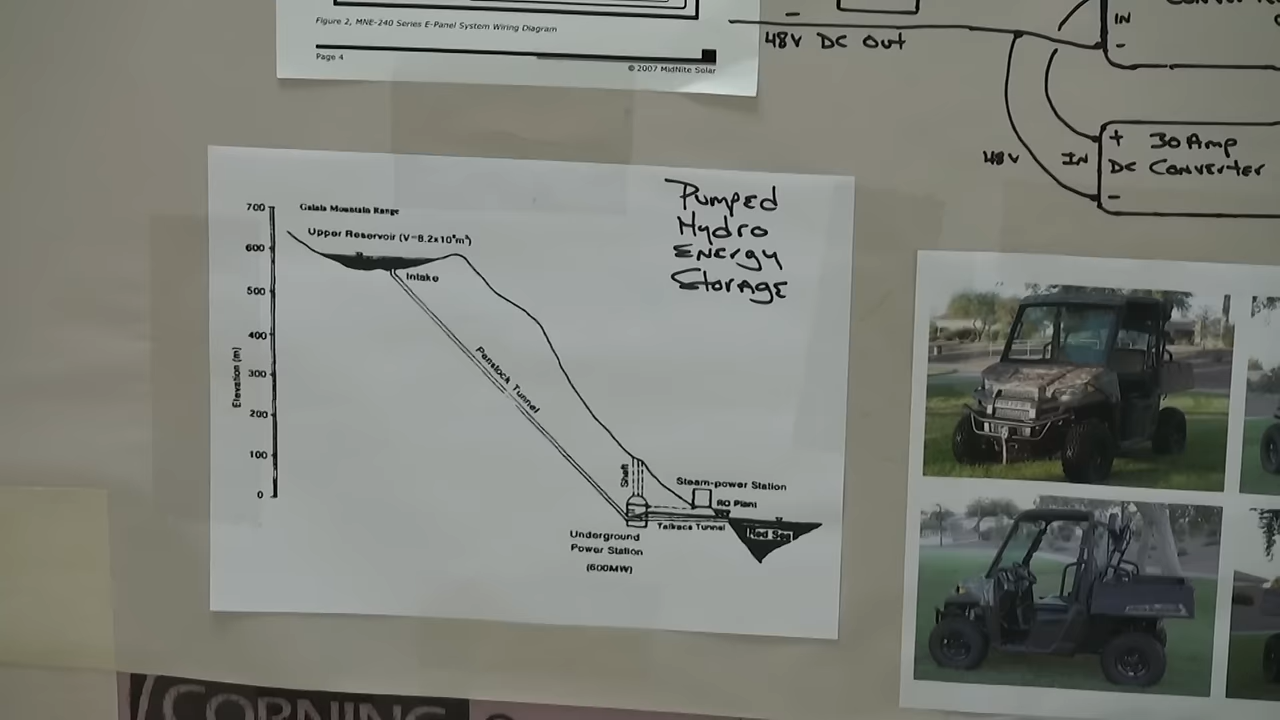 Figure 2, MNE-240 Series E-Panel System Wiring Diagram
Page 4
© 2007 MidNite Solar
48V DC Out
IN
-
48V
IN
+ 30 Amp
DC Converter
-
Pumped
Hydro
Energy
Storage
700
600
500
400
300
200
100
0
Elevation (m)
Galala Mountain Range
Upper Reservoir
Intake
Penstock Tunnel
Shaft
Steam-power Station
RO Plant
Tailrace Tunnel
Red Sea
Underground
Power Station
(600MW)
CORNING